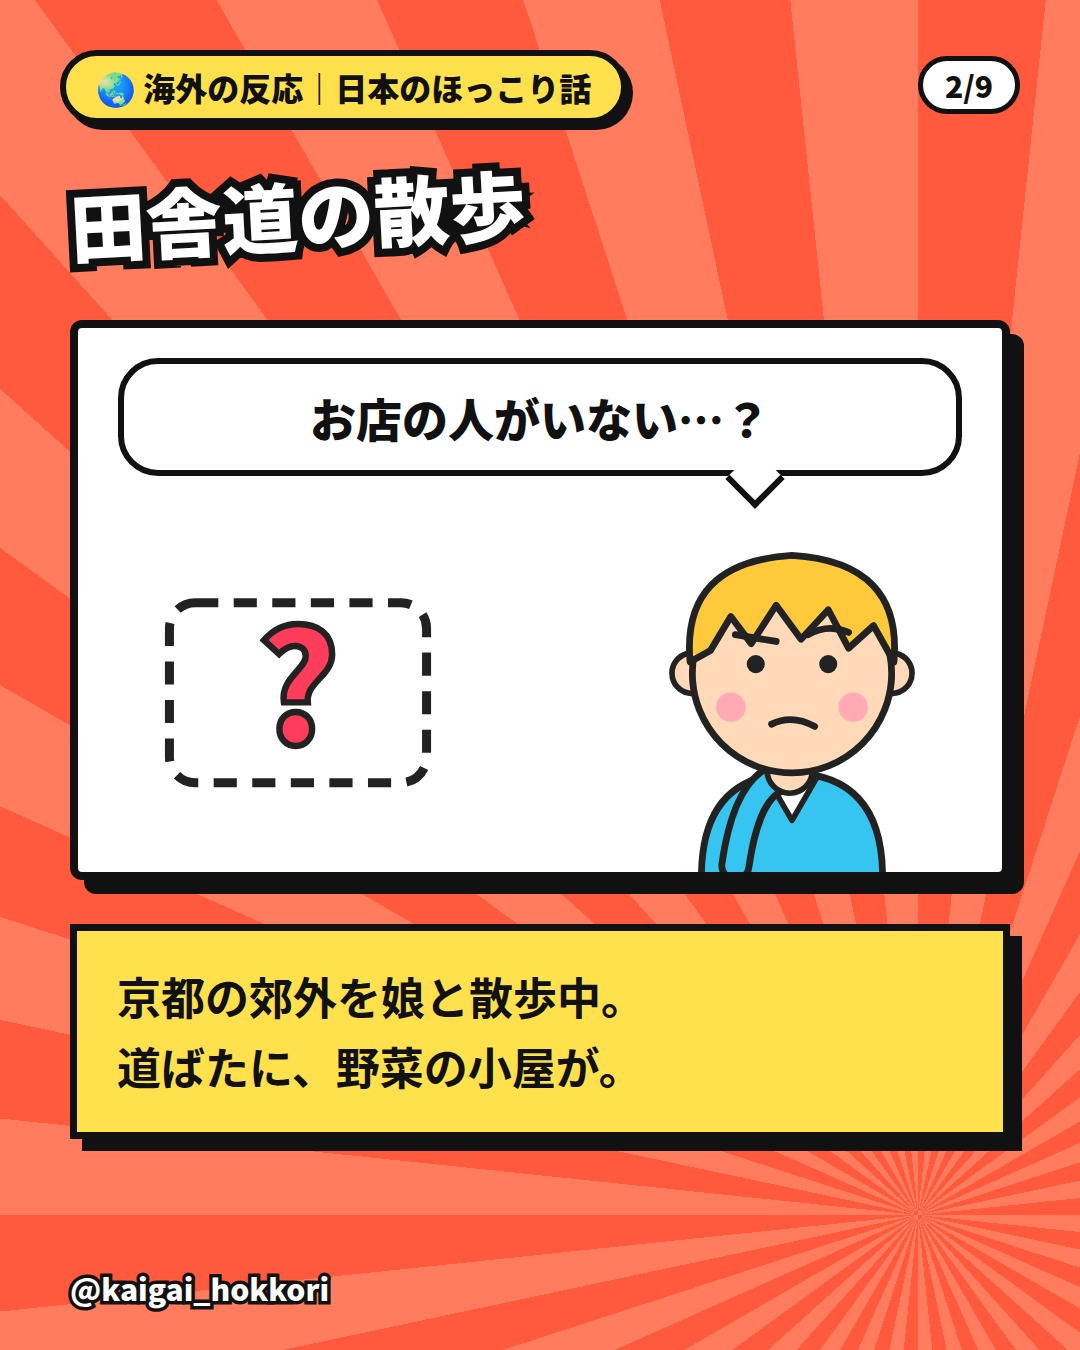 🌏 海外の反応｜日本のほっこり話
2/9
田舎道の散歩
お店の人がいない…？
?
京都の郊外を娘と散歩中。
道ばたに、野菜の小屋が。
@kaigai_hokkori